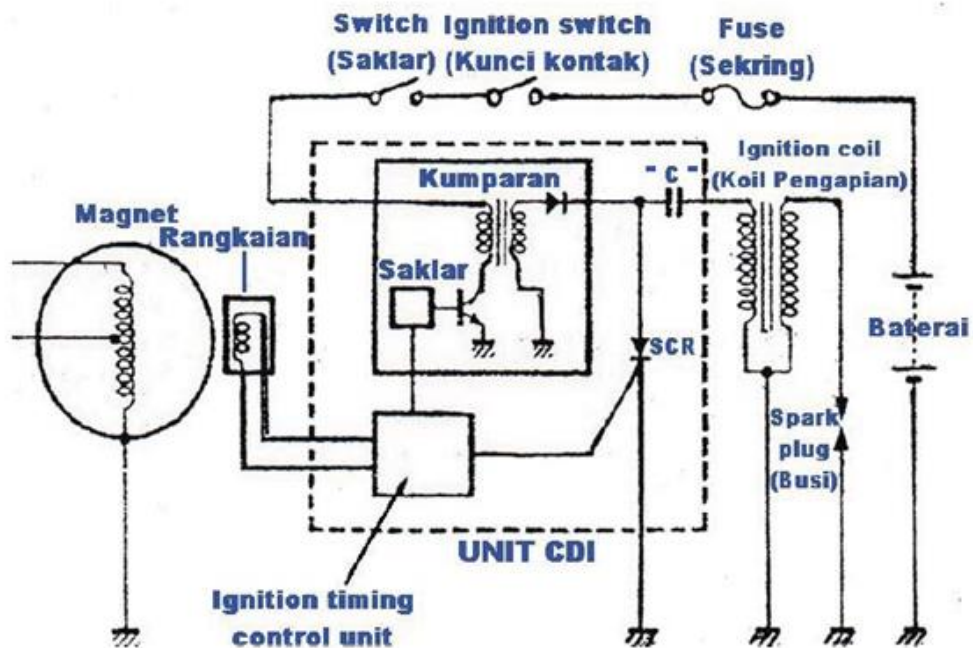 Switch Ignition switch Fuse
(Saklar) (Kunci kontak) (Sekring)
Ignition coil
(Koil Pengapian)
" C "
Kumparan
Magnet
Rangkaian
Saklar
SCR
Baterai
Spark
plug
(Busi)
UNIT CDI
Ignition timing
control unit